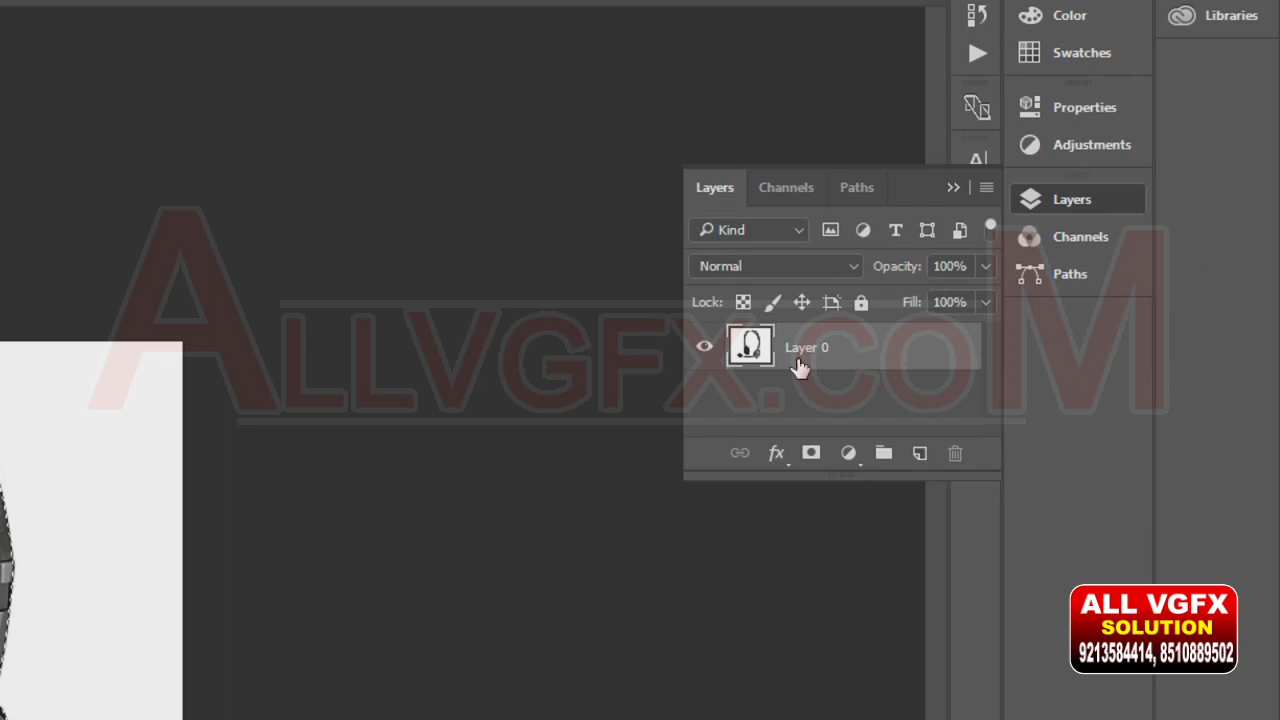 Color
Libraries
Swatches
Properties
Adjustments
A
Layers Channels Paths
Layers
Kind
T
Channels
Normal Opacity: 100%
Paths
Lock: Fill: 100%
Layer 0
ALLVGFX.COM
fx
ALL VGFX
SOLUTION
9213584414, 8510889502